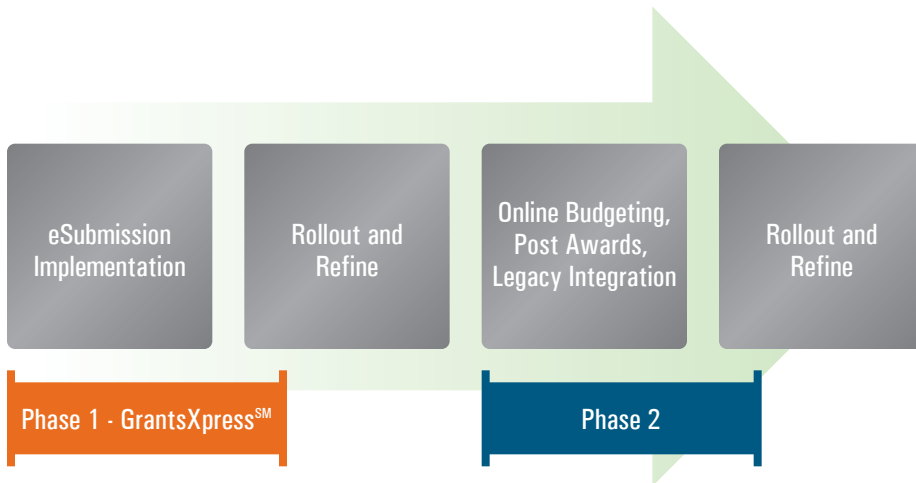 eSubmission
Implementation
Rollout and
Refine
Online Budgeting,
Post Awards,
Legacy Integration
Rollout and
Refine
Phase 1 - GrantsXpress℠
Phase 2